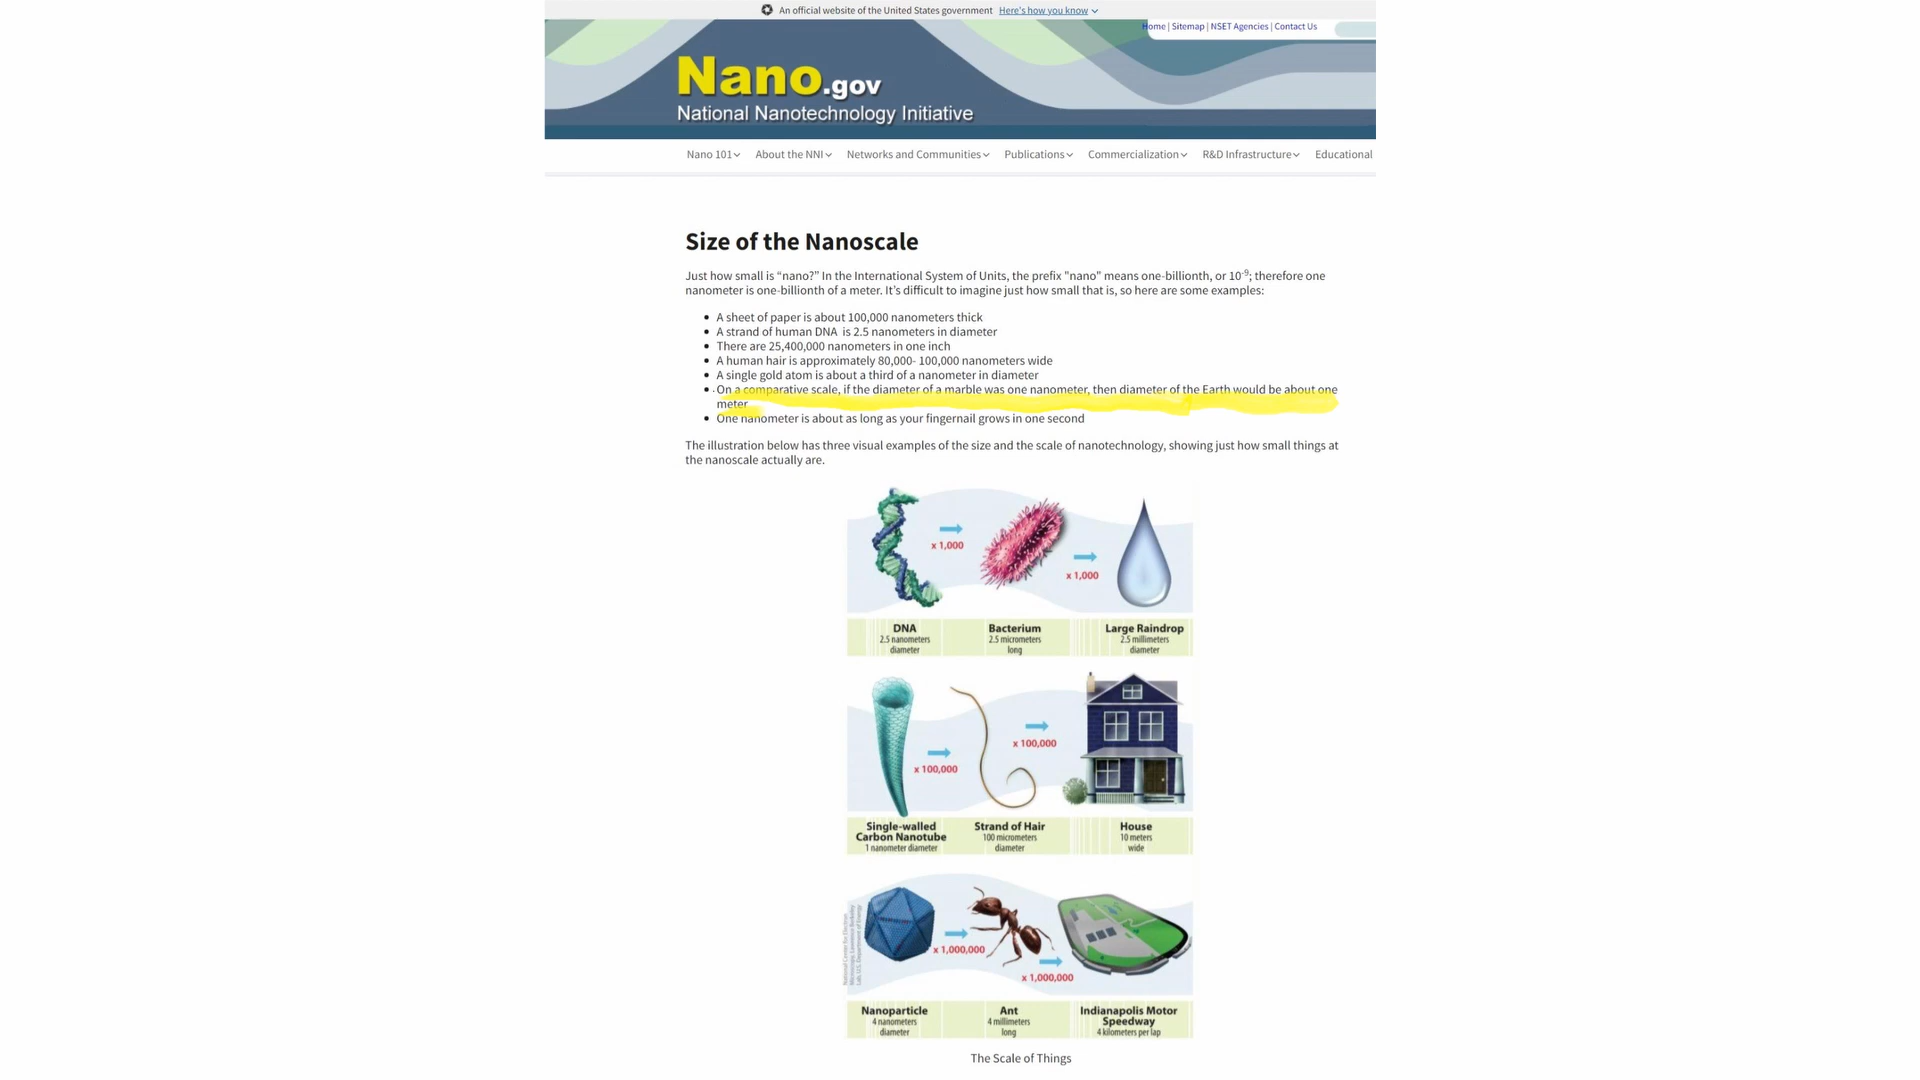 An official website of the United States government Here's how you know
Home | Sitemap | NSET Agencies | Contact Us
Nano.gov
National Nanotechnology Initiative
Nano 101 About the NNI Networks and Communities Publications Commercialization R&D Infrastructure Educational
Size of the Nanoscale
Just how small is “nano?” In the International System of Units, the prefix "nano" means one-billionth, or 10⁻⁹; therefore one
nanometer is one-billionth of a meter. It’s difficult to imagine just how small that is, so here are some examples:
• A sheet of paper is about 100,000 nanometers thick
• A strand of human DNA is 2.5 nanometers in diameter
• There are 25,400,000 nanometers in one inch
• A human hair is approximately 80,000- 100,000 nanometers wide
• A single gold atom is about a third of a nanometer in diameter
• On a comparative scale, if the diameter of a marble was one nanometer, then diameter of the Earth would be about one
meter
• One nanometer is about as long as your fingernail grows in one second
The illustration below has three visual examples of the size and the scale of nanotechnology, showing just how small things at
the nanoscale actually are.
x 1,000
x 1,000
DNA
2.5 nanometers
diameter
Bacterium
2.5 micrometers
long
Large Raindrop
2.5 millimeters
diameter
x 100,000
x 100,000
Single-walled
Carbon Nanotube
1 nanometer diameter
Strand of Hair
100 micrometers
diameter
House
10 meters
wide
National Center for Electron
Microscopy, Lawrence Berkeley
Lab, U.S. Department of Energy
x 1,000,000
x 1,000,000
Nanoparticle
4 nanometers
diameter
Ant
4 millimeters
long
Indianapolis Motor
Speedway
4 kilometers per lap
The Scale of Things